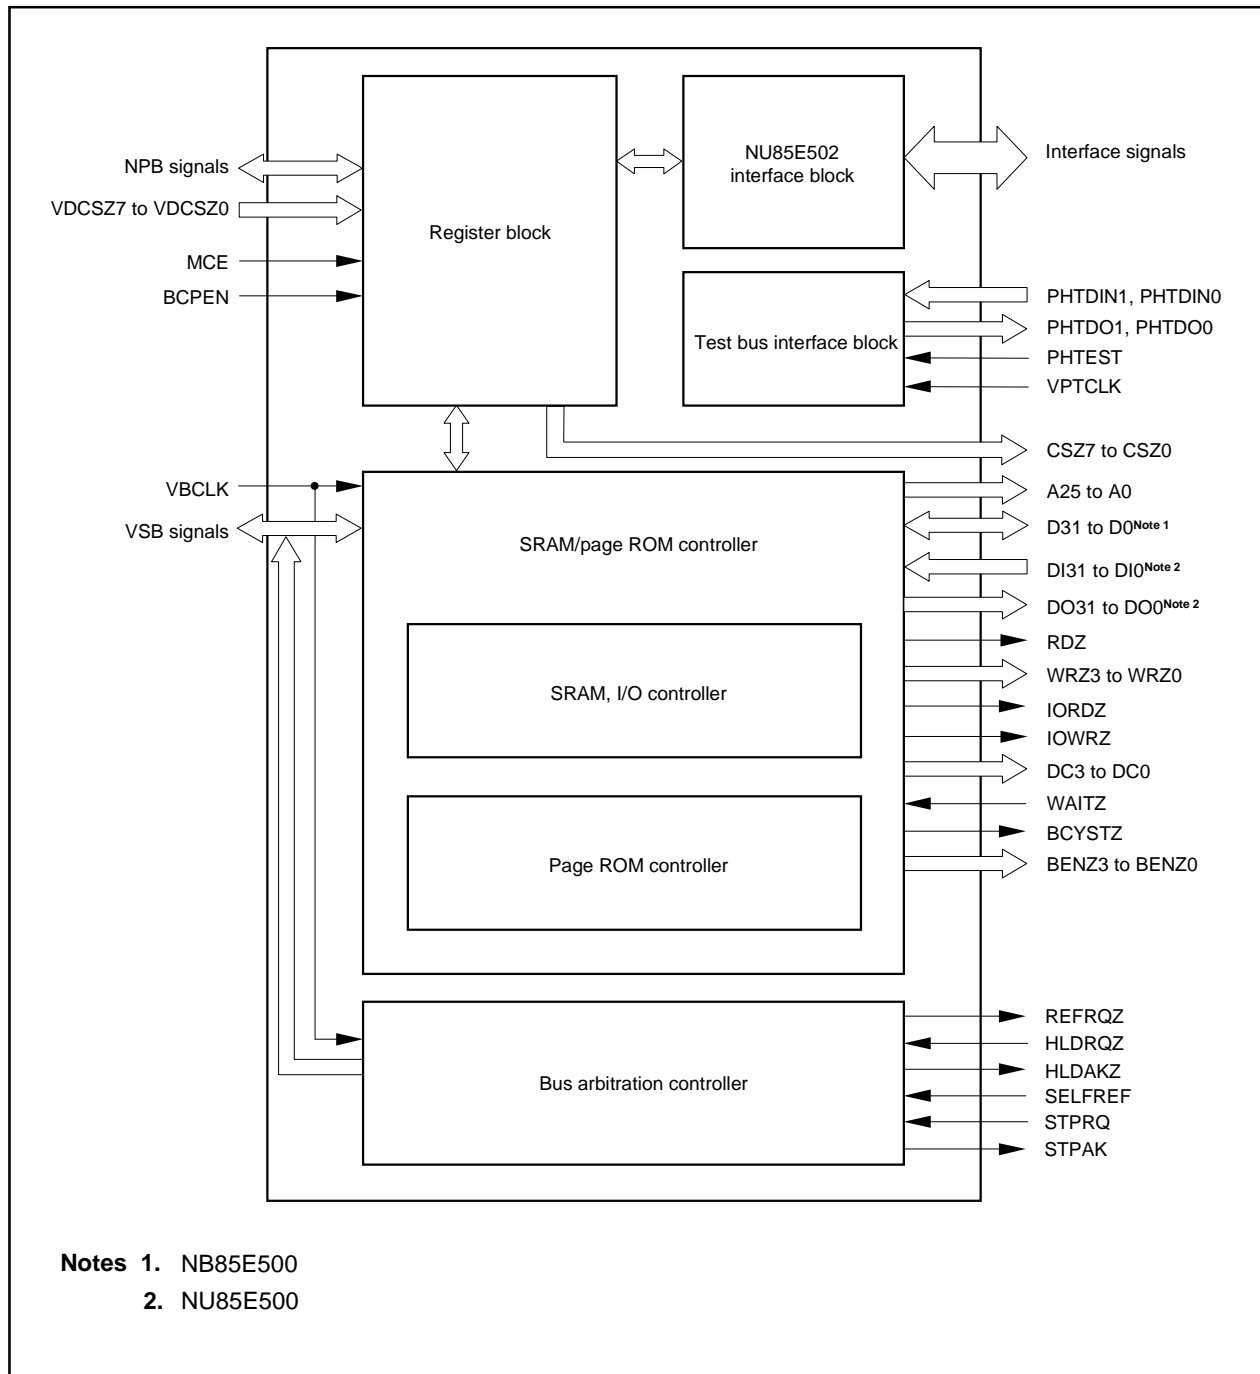 NPB signals
VDCSZ7 to VDCSZ0
MCE
BCPEN
Register block
NU85E502
interface block
Interface signals
Test bus interface block
PHTDIN1, PHTDIN0
PHTDO1, PHTDO0
PHTEST
VPTCLK
CSZ7 to CSZ0
VBCLK
VSB signals
SRAM/page ROM controller
SRAM, I/O controller
Page ROM controller
A25 to A0
D31 to D0Note 1
DI31 to DI0Note 2
DO31 to DO0Note 2
RDZ
WRZ3 to WRZ0
IORDZ
IOWRZ
DC3 to DC0
WAITZ
BCYSTZ
BENZ3 to BENZ0
Bus arbitration controller
REFRQZ
HLDRQZ
HLDAKZ
SELFREF
STPRQ
STPAK
Notes 1. NB85E500
2. NU85E500